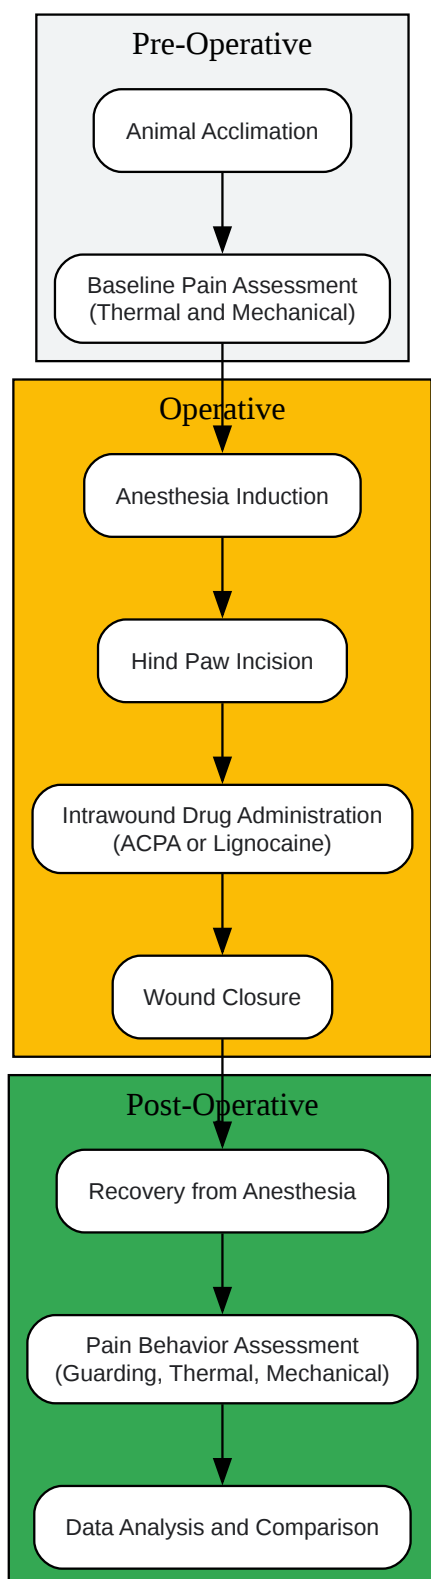 Pre-Operative
Animal Acclimation
Baseline Pain Assessment
(Thermal and Mechanical)
Operative
Anesthesia Induction
Hind Paw Incision
Intrawound Drug Administration
(ACPA or Lignocaine)
Wound Closure
Post-Operative
Recovery from Anesthesia
Pain Behavior Assessment
(Guarding, Thermal, Mechanical)
Data Analysis and Comparison